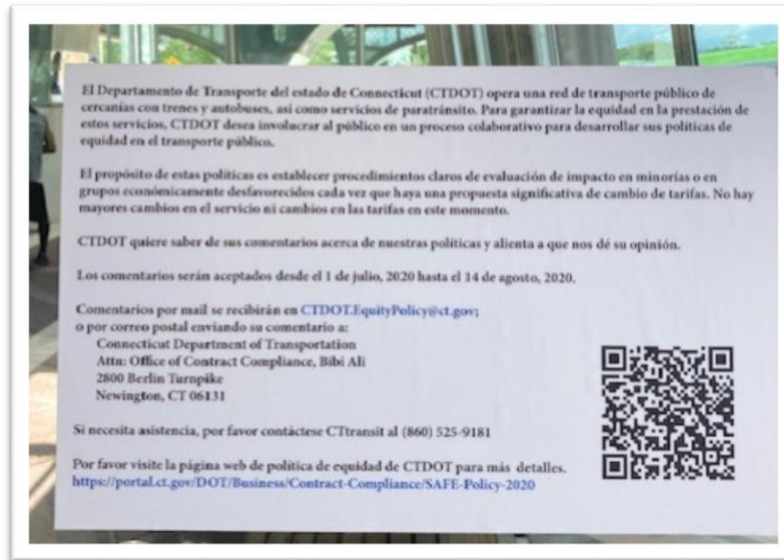 El Departamento de Transporte del estado de Connecticut (CTDOT) opera una red de transporte público de
cercanías con trenes y autobuses, así como servicios de paratránsito. Para garantizar la equidad en la prestación de
estos servicios, CTDOT desea involucrar al público en un proceso colaborativo para desarrollar sus políticas de
equidad en el transporte público.
El propósito de estas políticas es establecer procedimientos claros de evaluación de impacto en minorías o en
grupos económicamente desfavorecidos cada vez que haya una propuesta significativa de cambio de tarifas. No hay
mayores cambios en el servicio ni cambios en las tarifas en este momento.
CTDOT quiere saber de sus comentarios acerca de nuestras políticas y alienta a que nos dé su opinión.
Los comentarios serán aceptados desde el 1 de julio, 2020 hasta el 14 de agosto, 2020.
Comentarios por mail se recibirán en CTDOT.EquityPolicy@ct.gov;
o por correo postal enviando su comentario a:
Connecticut Department of Transportation
Attn: Office of Contract Compliance, Bibi Ali
2800 Berlin Turnpike
Newington, CT 06131
Si necesita asistencia, por favor contáctese CTtransit al (860) 525-9181
Por favor visite la página web de política de equidad de CTDOT para más detalles.
https://portal.ct.gov/DOT/Business/Contract-Compliance/SAFE-Policy-2020